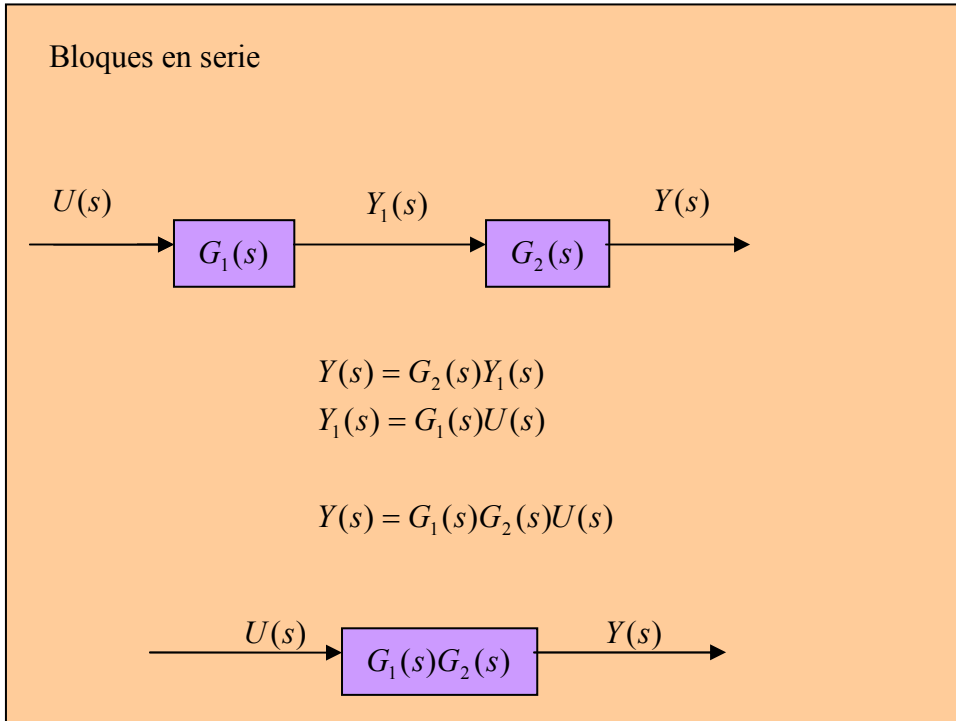 Bloques en serie
U(s) Y₁(s) Y(s)
G₁(s) G₂(s)
Y(s) = G₂(s)Y₁(s)
Y₁(s) = G₁(s)U(s)
Y(s) = G₁(s)G₂(s)U(s)
U(s) Y(s)
G₁(s)G₂(s)